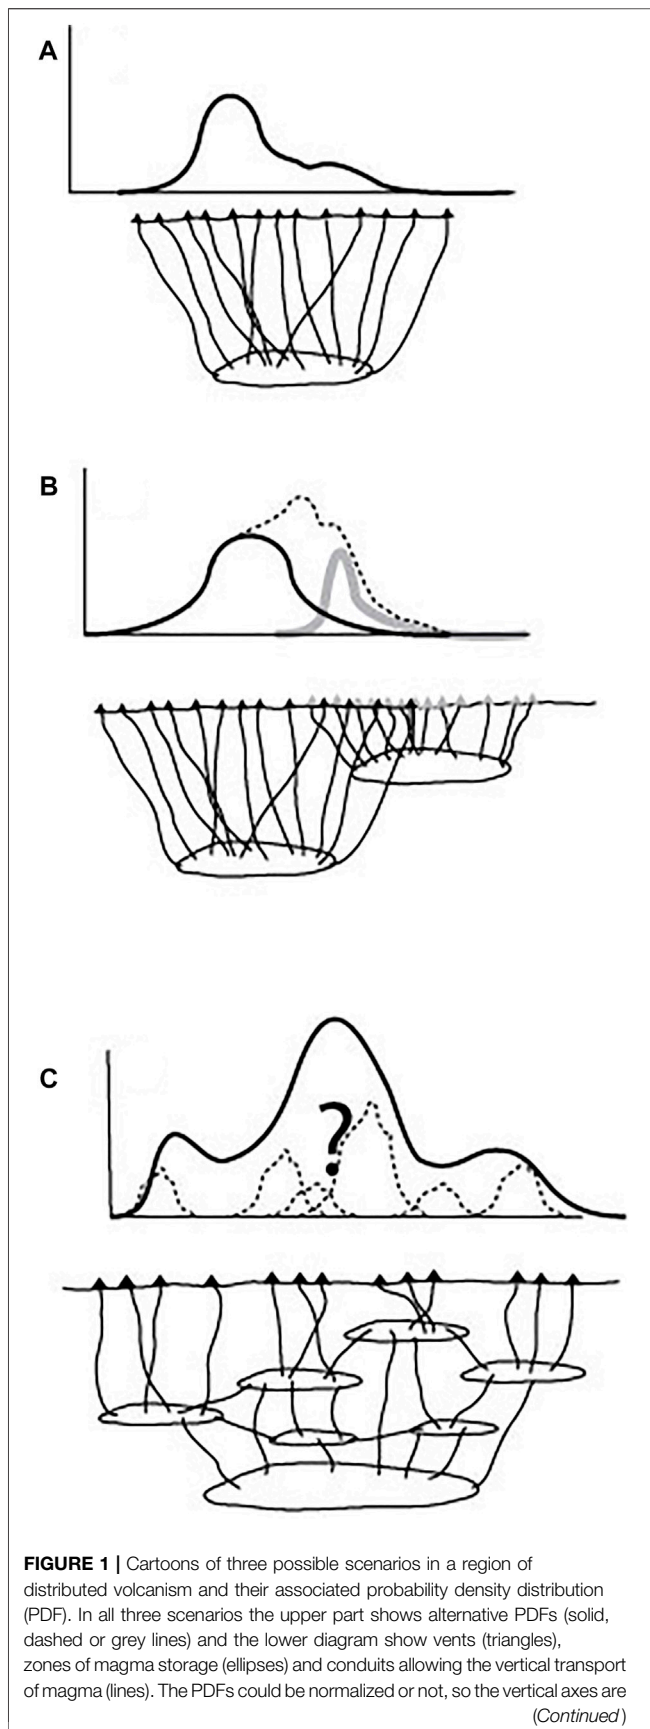 A
B
C
?
FIGURE 1 | Cartoons of three possible scenarios in a region of
distributed volcanism and their associated probability density distribution
(PDF). In all three scenarios the upper part shows alternative PDFs (solid,
dashed or grey lines) and the lower diagram show vents (triangles),
zones of magma storage (ellipses) and conduits allowing the vertical transport
of magma (lines). The PDFs could be normalized or not, so the vertical axes are
(Continued)